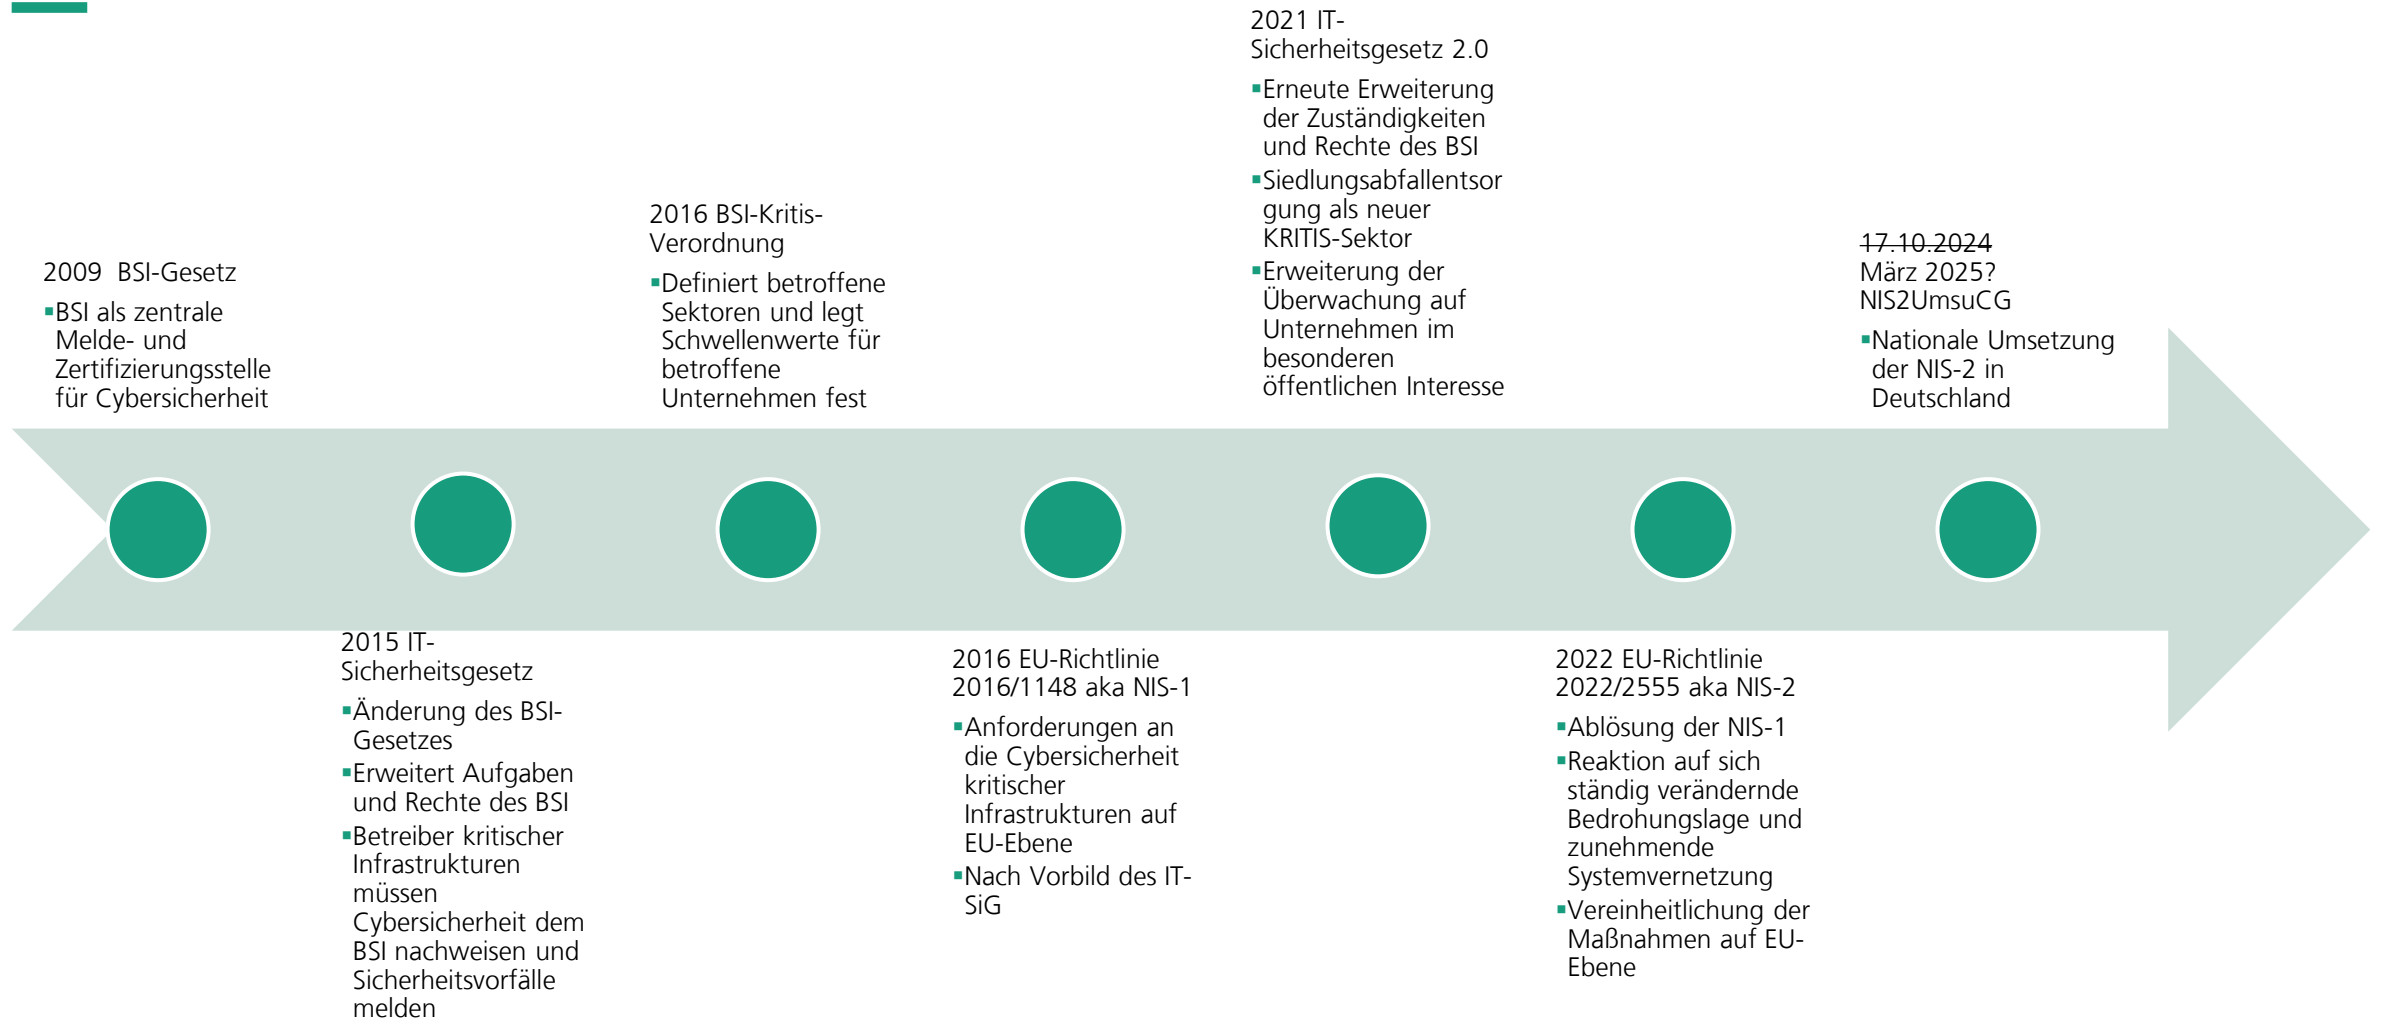 2009  BSI-Gesetz
▪BSI als zentrale
Melde- und
Zertifizierungsstelle
für Cybersicherheit
2015 IT-
Sicherheitsgesetz
▪Änderung des BSI-
Gesetzes
▪Erweitert Aufgaben
und Rechte des BSI
▪Betreiber kritischer
Infrastrukturen
müssen
Cybersicherheit dem
BSI nachweisen und
Sicherheitsvorfälle
melden
2016 BSI-Kritis-
Verordnung
▪Definiert betroffene
Sektoren und legt
Schwellenwerte für
betroffene
Unternehmen fest
2016 EU-Richtlinie
2016/1148 aka NIS-1
▪Anforderungen an
die Cybersicherheit
kritischer
Infrastrukturen auf
EU-Ebene
▪Nach Vorbild des IT-
SiG
2021 IT-
Sicherheitsgesetz 2.0
▪Erneute Erweiterung
der Zuständigkeiten
und Rechte des BSI
▪Siedlungsabfallentsor
gung als neuer
KRITIS-Sektor
▪Erweiterung der
Überwachung auf
Unternehmen im
besonderen
öffentlichen Interesse
2022 EU-Richtlinie
2022/2555 aka NIS-2
▪Ablösung der NIS-1
▪Reaktion auf sich
ständig verändernde
Bedrohungslage und
zunehmende
Systemvernetzung
▪Vereinheitlichung der
Maßnahmen auf EU-
Ebene
17.10.2024
März 2025?
NIS2UmsuCG
▪Nationale Umsetzung
der NIS-2 in
Deutschland